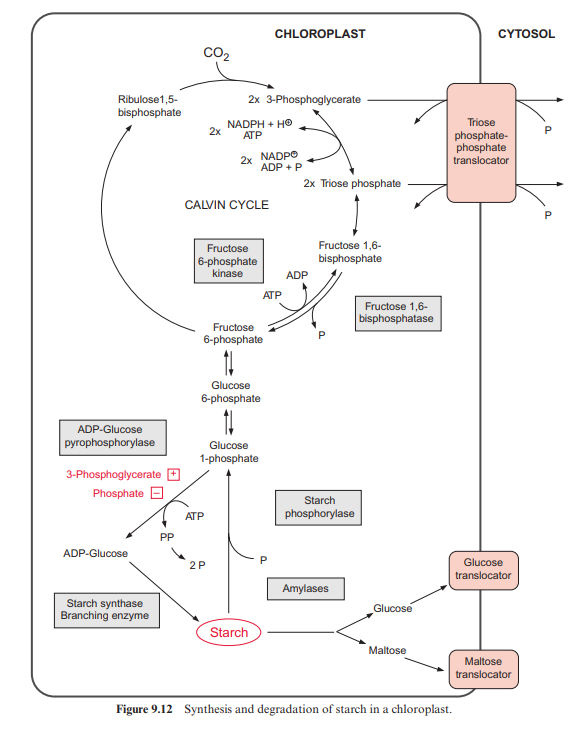 CHLOROPLAST
CYTOSOL
CO2
Ribulose1,5-
bisphosphate
2x 3-Phosphoglycerate
2x NADPH + H⊕
ATP
2x NADP⊕
ADP + P
2x Triose phosphate
Triose
phosphate-
phosphate
translocator
P
P
CALVIN CYCLE
Fructose
6-phosphate
kinase
Fructose 1,6-
bisphosphate
ADP
ATP
Fructose 1,6-
bisphosphatase
P
Fructose
6-phosphate
Glucose
6-phosphate
ADP-Glucose
pyrophosphorylase
Glucose
1-phosphate
3-Phosphoglycerate +
Phosphate −
Starch
phosphorylase
ATP
PP
2 P
P
ADP-Glucose
Amylases
Glucose
translocator
Starch synthase
Branching enzyme
Starch
Glucose
Maltose
Maltose
translocator
Figure 9.12 Synthesis and degradation of starch in a chloroplast.